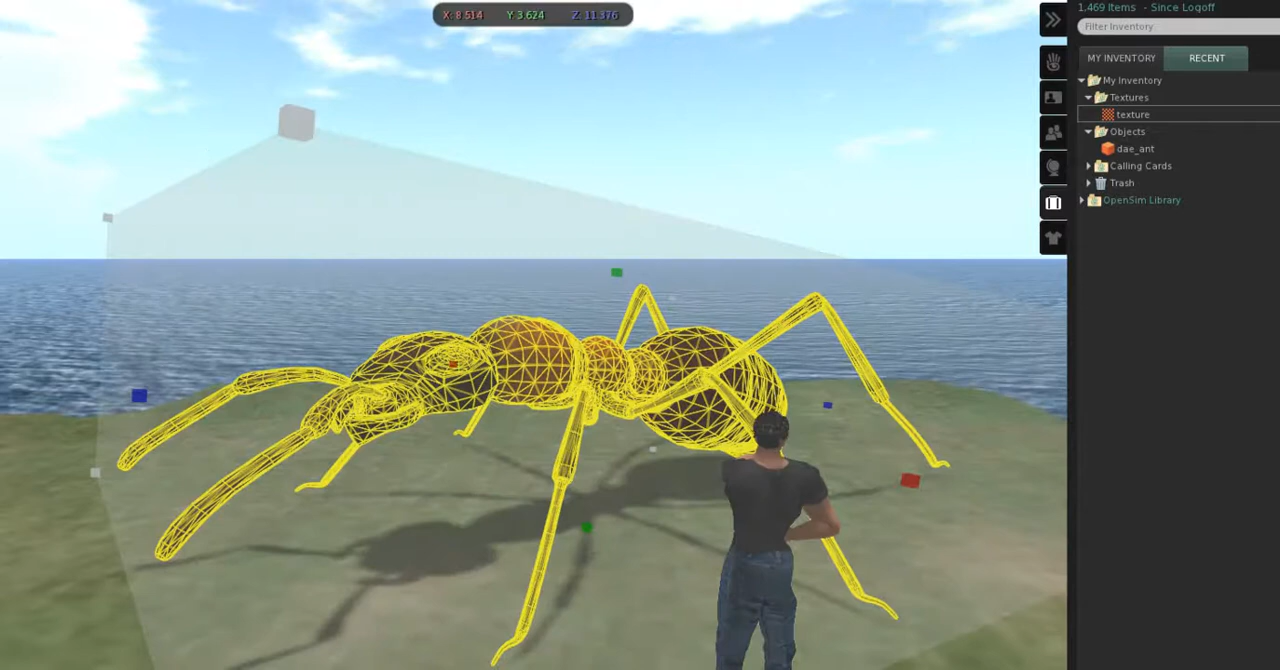 X: 8.514 Y: 3.624 Z: 11.376
1,469 Items - Since Logoff
Filter Inventory
MY INVENTORY RECENT
My Inventory
Textures
texture
Objects
dae_ant
Calling Cards
Trash
OpenSim Library